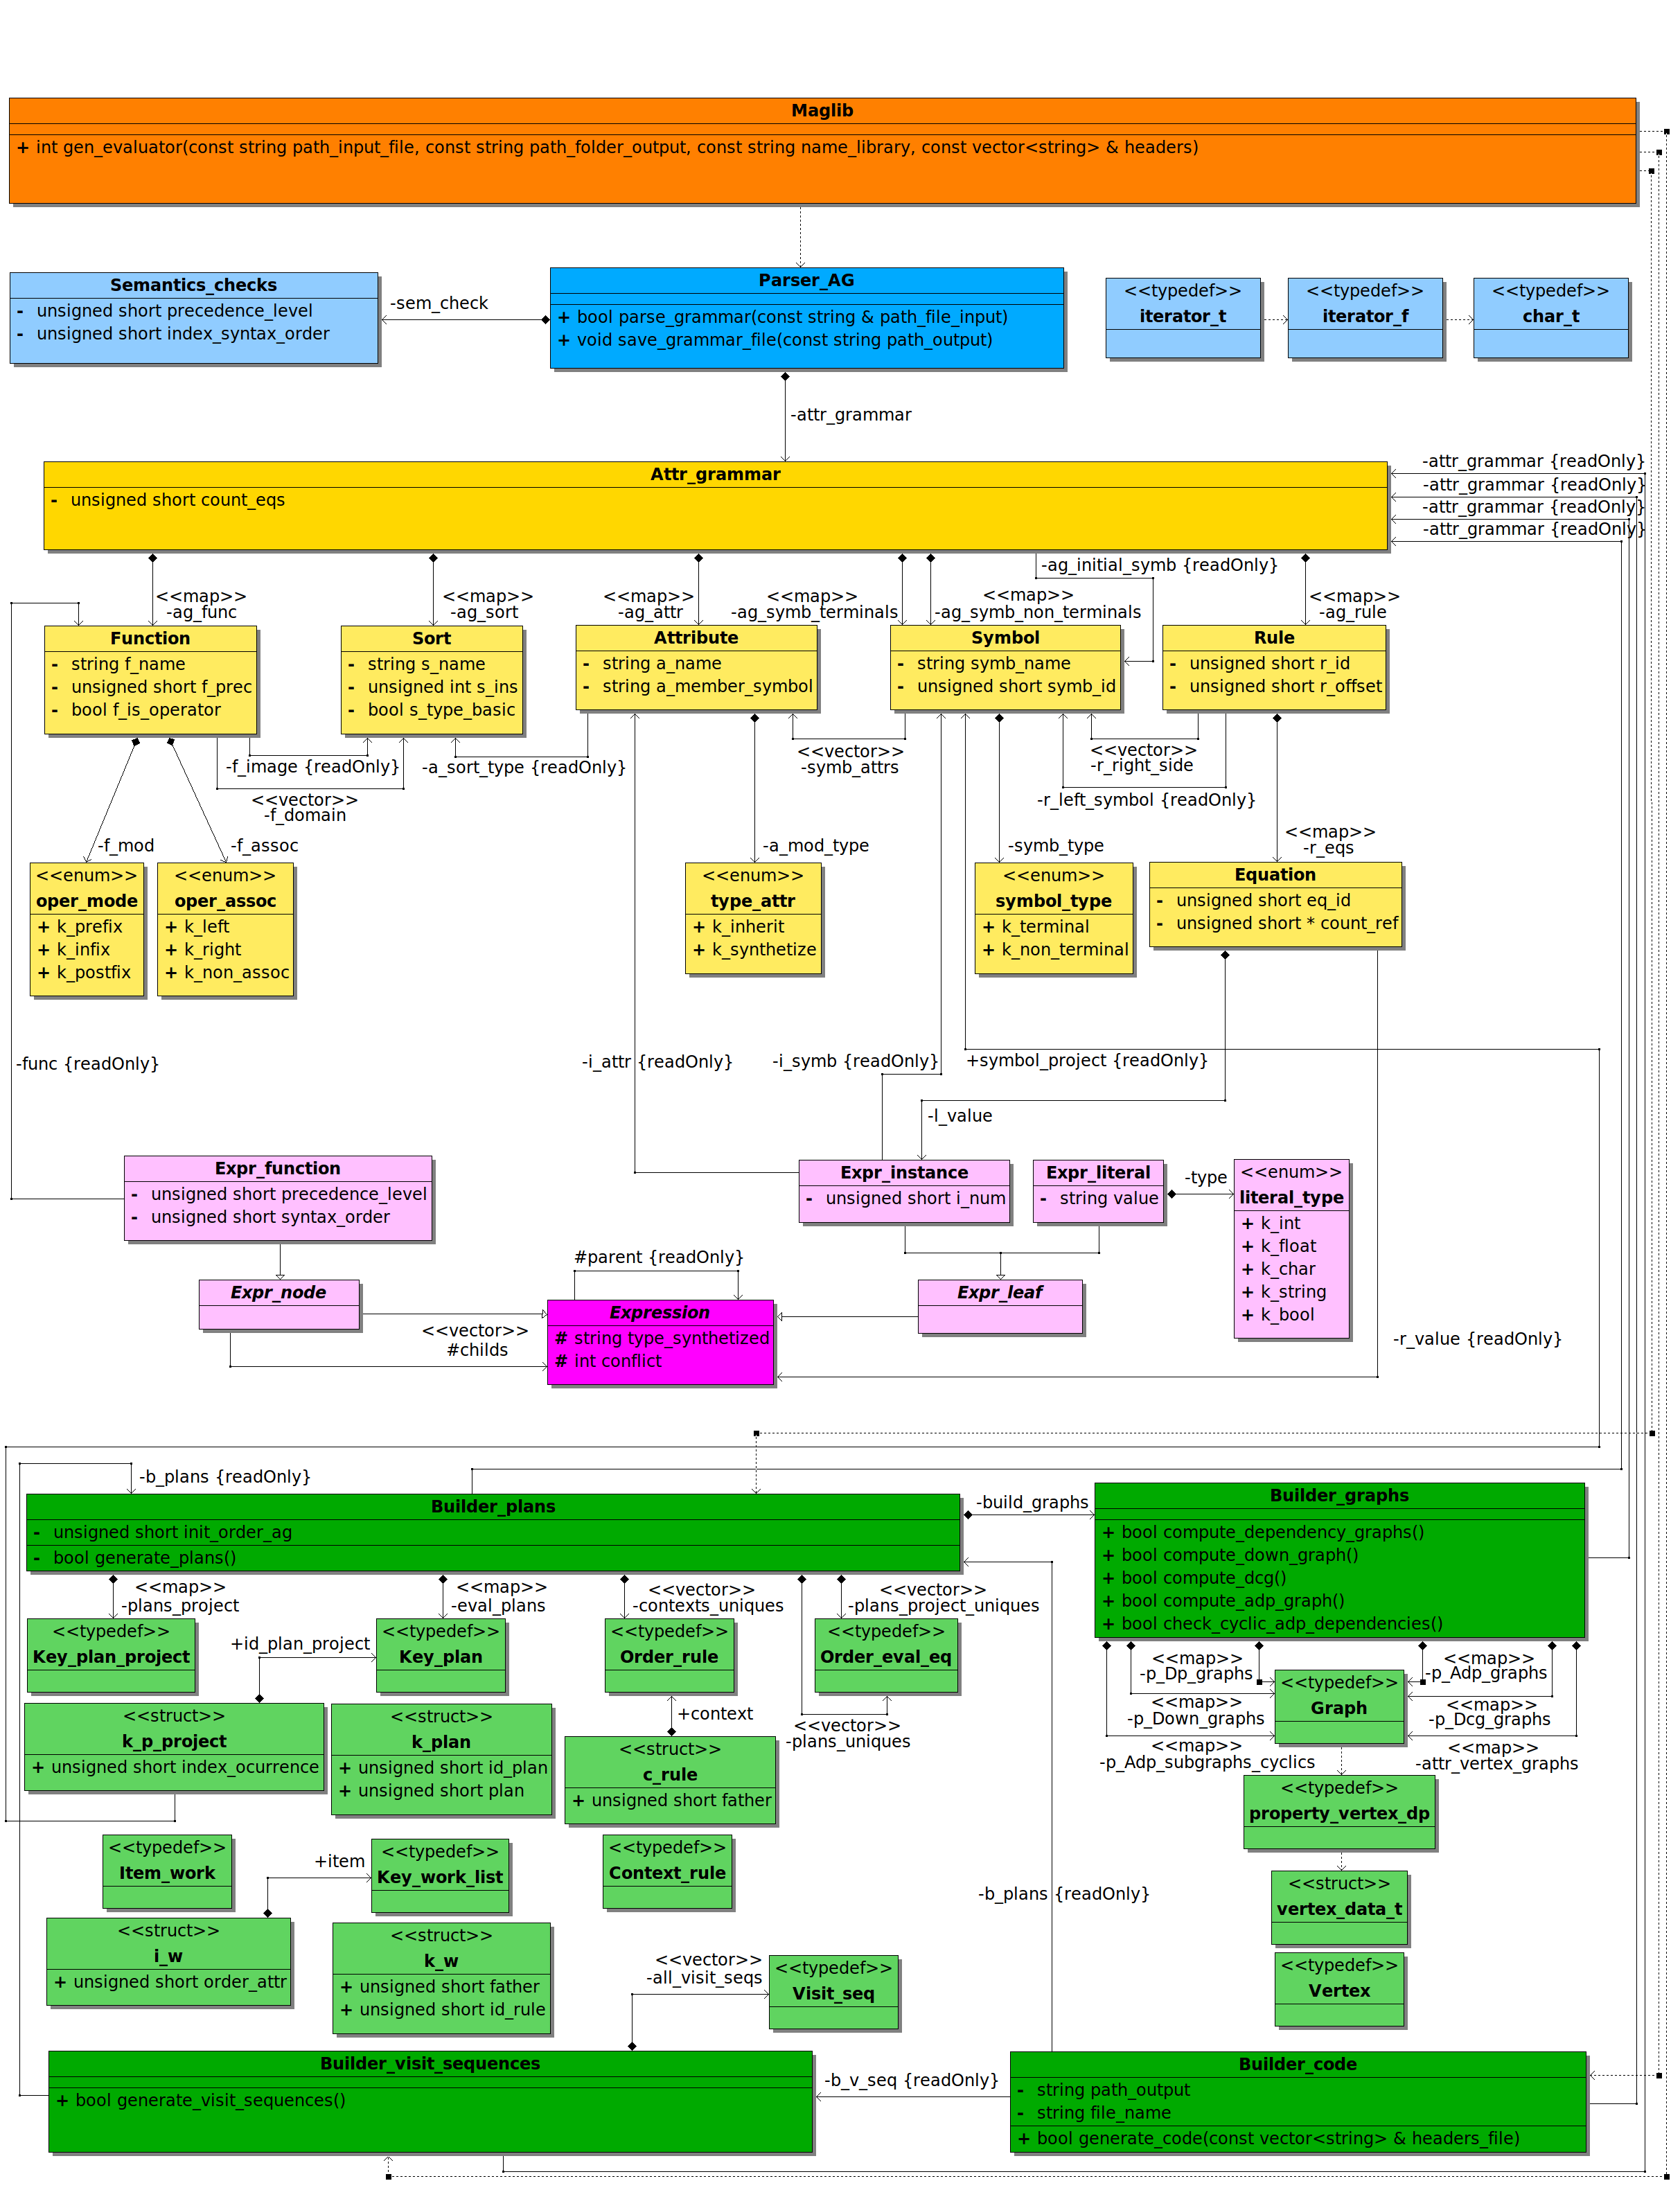 Maglib
+ int gen_evaluator(const string path_input_file, const string path_folder_output, const string name_library, const vector<string> & headers)
Semantics_checks
- unsigned short precedence_level
- unsigned short index_syntax_order
-sem_check
Parser_AG
+ bool parse_grammar(const string & path_file_input)
+ void save_grammar_file(const string path_output)
<<typedef>>
iterator_t
<<typedef>>
iterator_f
<<typedef>>
char_t
-attr_grammar
Attr_grammar
- unsigned short count_eqs
-attr_grammar {readOnly}
-attr_grammar {readOnly}
-attr_grammar {readOnly}
-attr_grammar {readOnly}
<<map>>
-ag_func
<<map>>
-ag_sort
<<map>>
-ag_attr
<<map>>
-ag_symb_terminals
-ag_initial_symb {readOnly}
<<map>>
-ag_symb_non_terminals
<<map>>
-ag_rule
Function
- string f_name
- unsigned short f_prec
- bool f_is_operator
Sort
- string s_name
- unsigned int s_ins
- bool s_type_basic
Attribute
- string a_name
- string a_member_symbol
Symbol
- string symb_name
- unsigned short symb_id
Rule
- unsigned short r_id
- unsigned short r_offset
-f_image {readOnly}
<<vector>>
-f_domain
-a_sort_type {readOnly}
<<vector>>
-symb_attrs
<<vector>>
-r_right_side
-r_left_symbol {readOnly}
-f_mod
-f_assoc
-a_mod_type
-symb_type
<<map>>
-r_eqs
<<enum>>
oper_mode
+ k_prefix
+ k_infix
+ k_postfix
<<enum>>
oper_assoc
+ k_left
+ k_right
+ k_non_assoc
<<enum>>
type_attr
+ k_inherit
+ k_synthetize
<<enum>>
symbol_type
+ k_terminal
+ k_non_terminal
Equation
- unsigned short eq_id
- unsigned short * count_ref
-func {readOnly}
-i_attr {readOnly}
-i_symb {readOnly}
+symbol_project {readOnly}
-l_value
Expr_function
- unsigned short precedence_level
- unsigned short syntax_order
Expr_instance
- unsigned short i_num
Expr_literal
- string value
-type
<<enum>>
literal_type
+ k_int
+ k_float
+ k_char
+ k_string
+ k_bool
#parent {readOnly}
Expr_node
<<vector>>
#childs
Expression
# string type_synthetized
# int conflict
Expr_leaf
-r_value {readOnly}
-b_plans {readOnly}
Builder_plans
- unsigned short init_order_ag
- bool generate_plans()
-build_graphs
Builder_graphs
+ bool compute_dependency_graphs()
+ bool compute_down_graph()
+ bool compute_dcg()
+ bool compute_adp_graph()
+ bool check_cyclic_adp_dependencies()
<<map>>
-plans_project
<<map>>
-eval_plans
<<vector>>
-contexts_uniques
<<vector>>
-plans_project_uniques
<<typedef>>
Key_plan_project
+id_plan_project
<<typedef>>
Key_plan
<<typedef>>
Order_rule
<<typedef>>
Order_eval_eq
<<map>>
-p_Dp_graphs
<<map>>
-p_Adp_graphs
<<typedef>>
Graph
<<map>>
-p_Down_graphs
<<map>>
-p_Dcg_graphs
<<map>>
-p_Adp_subgraphs_cyclics
<<map>>
-attr_vertex_graphs
<<struct>>
k_p_project
+ unsigned short index_ocurrence
<<struct>>
k_plan
+ unsigned short id_plan
+ unsigned short plan
+context
<<vector>>
-plans_uniques
<<struct>>
c_rule
+ unsigned short father
<<typedef>>
property_vertex_dp
<<typedef>>
Item_work
+item
<<typedef>>
Key_work_list
<<typedef>>
Context_rule
-b_plans {readOnly}
<<struct>>
vertex_data_t
<<struct>>
i_w
+ unsigned short order_attr
<<struct>>
k_w
+ unsigned short father
+ unsigned short id_rule
<<vector>>
-all_visit_seqs
<<typedef>>
Visit_seq
<<typedef>>
Vertex
Builder_visit_sequences
+ bool generate_visit_sequences()
-b_v_seq {readOnly}
Builder_code
- string path_output
- string file_name
+ bool generate_code(const vector<string> & headers_file)